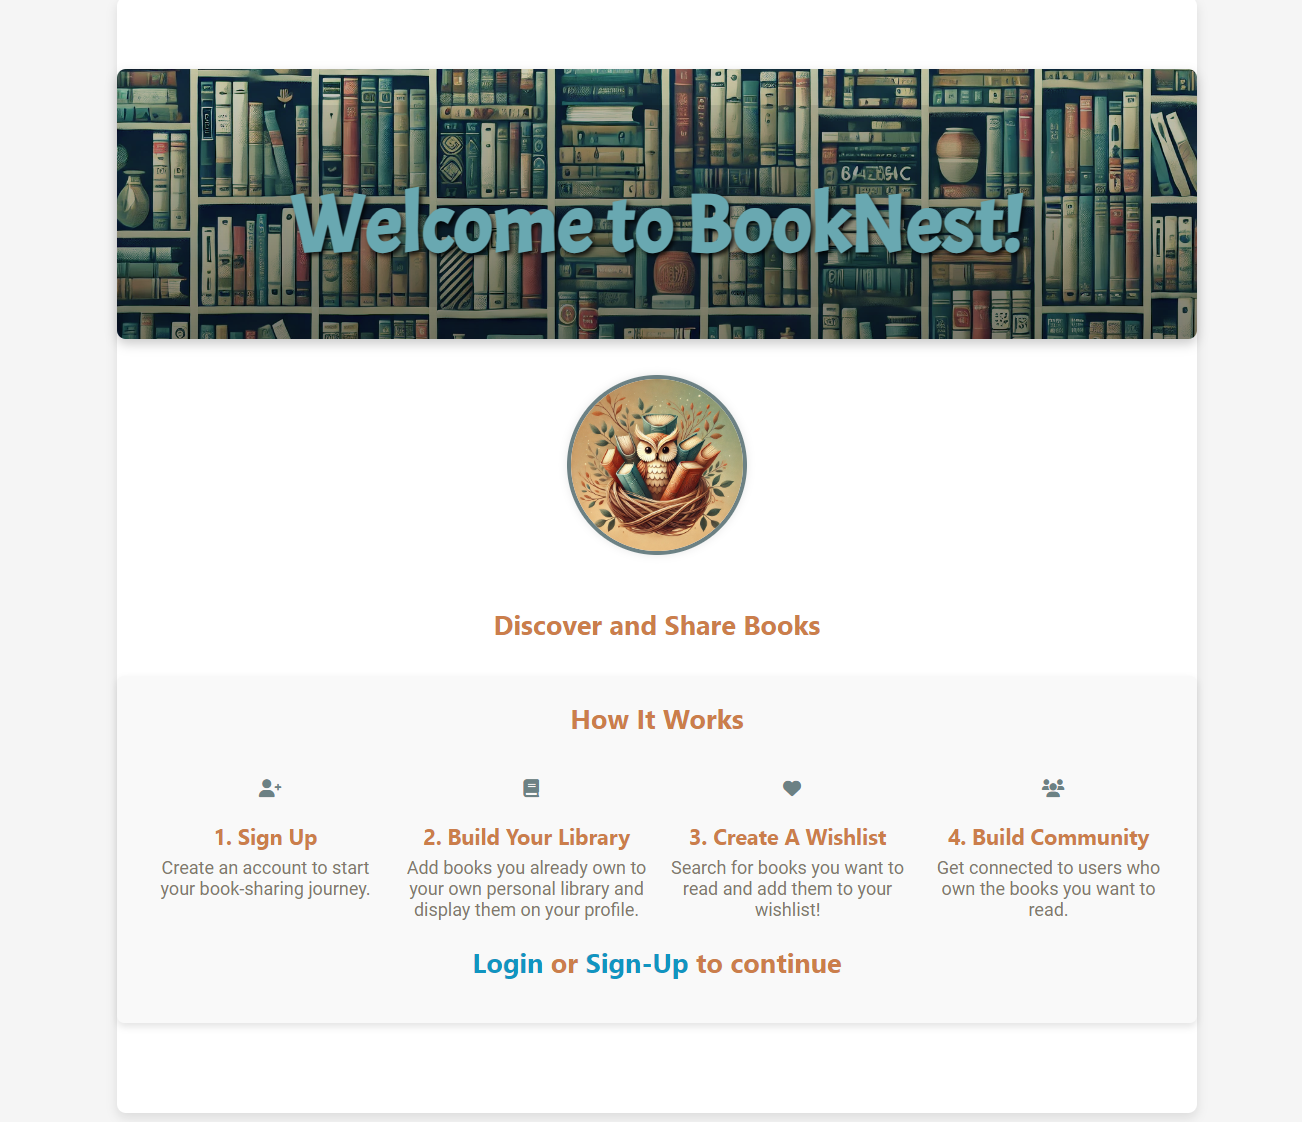 Welcome to BookNest!
Discover and Share Books
How It Works
1. Sign Up
Create an account to start
your book-sharing journey.
2. Build Your Library
Add books you already own to
your own personal library and
display them on your profile.
3. Create A Wishlist
Search for books you want to
read and add them to your
wishlist!
4. Build Community
Get connected to users who
own the books you want to
read.
Login or Sign-Up to continue